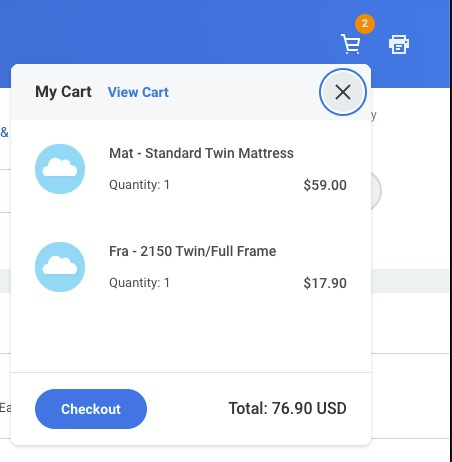 2
My Cart View Cart
y
&
Mat - Standard Twin Mattress
Quantity: 1 $59.00
Fra - 2150 Twin/Full Frame
Quantity: 1 $17.90
Ea
Checkout Total: 76.90 USD